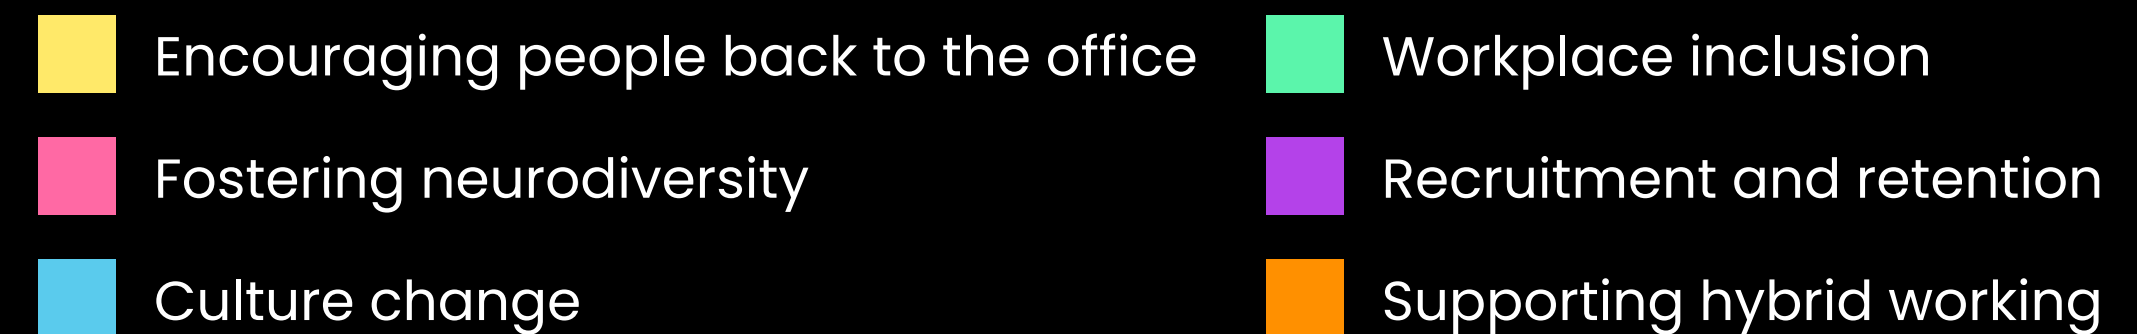 Encouraging people back to the office
Workplace inclusion
Fostering neurodiversity
Recruitment and retention
Culture change
Supporting hybrid working